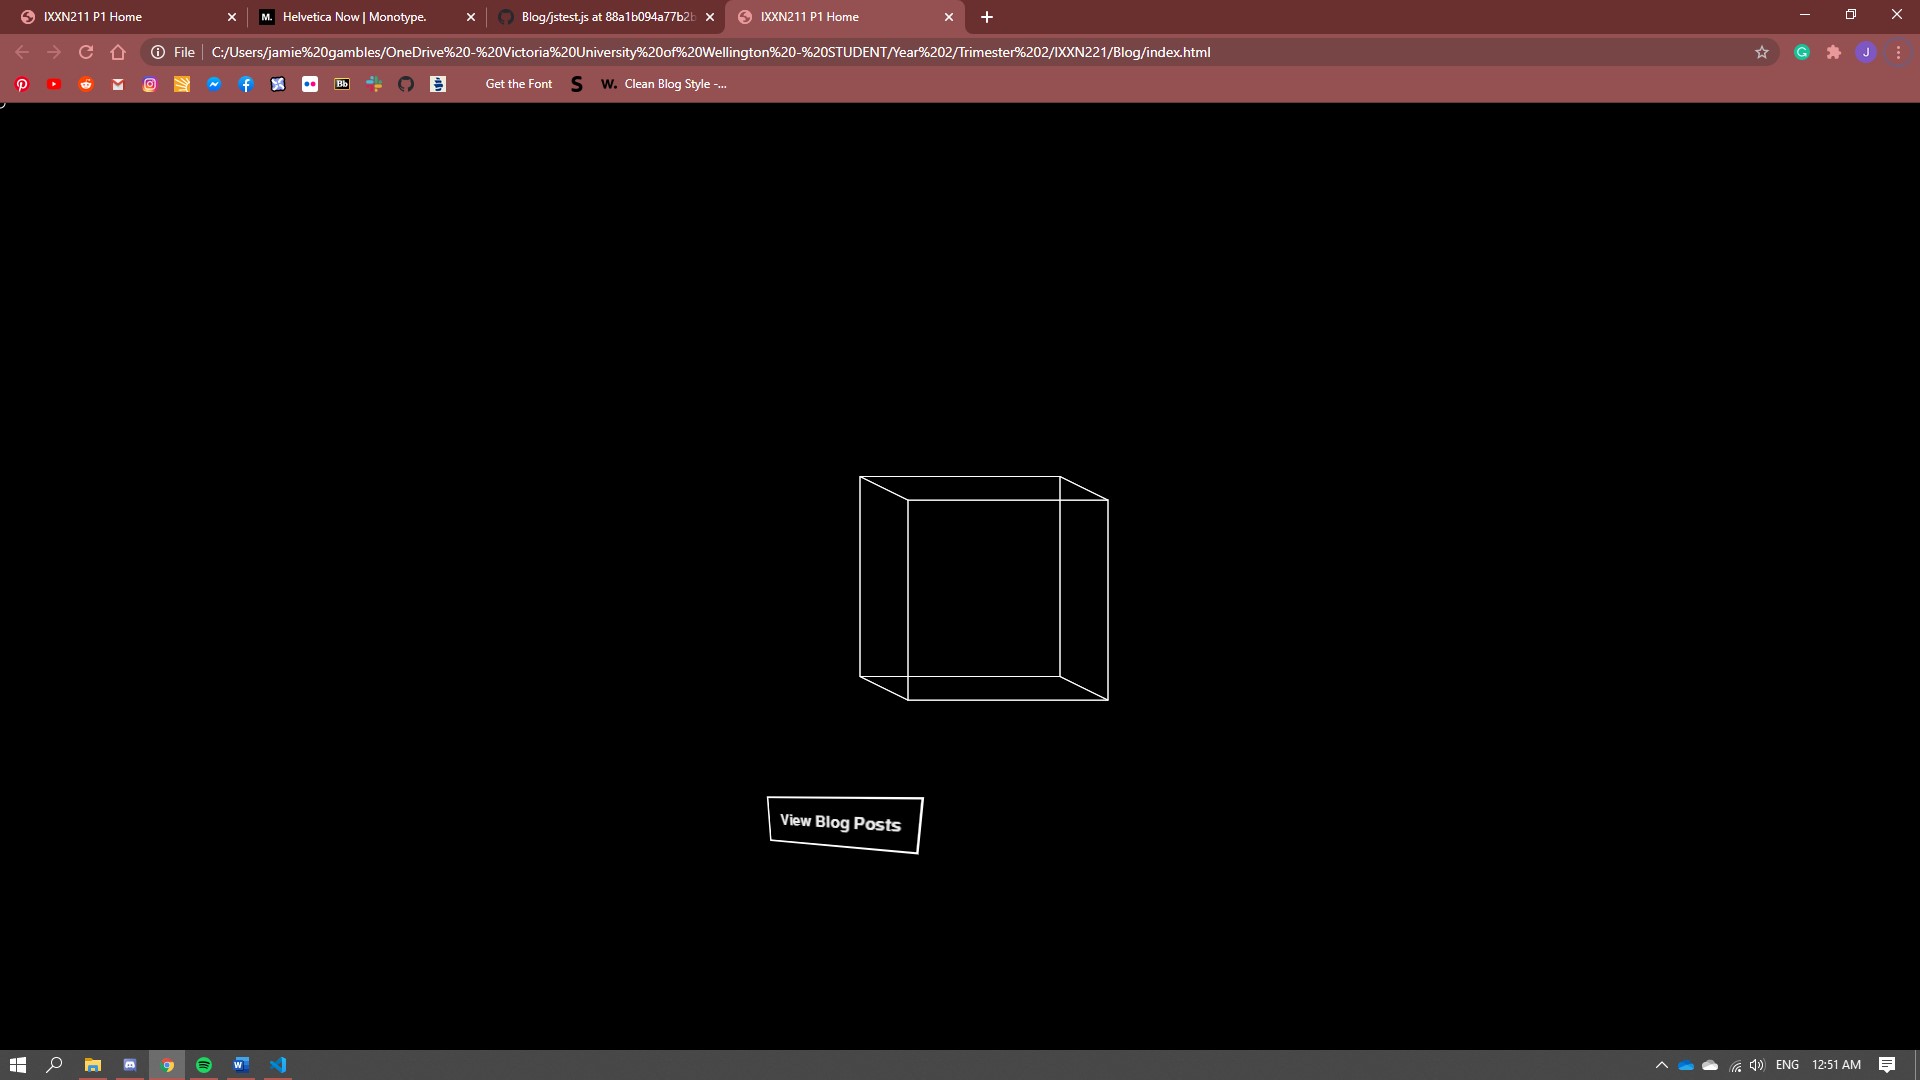 IXXN211 P1 Home
M. Helvetica Now | Monotype.
Blog/jstest.js at 88a1b094a77b2b
IXXN211 P1 Home
File C:/Users/jamie%20gambles/OneDrive%20-%20Victoria%20University%20of%20Wellington%20-%20STUDENT/Year%202/Trimester%202/IXXN221/Blog/index.html G J
Bb Get the Font S W. Clean Blog Style -...
View Blog Posts
W ENG 12:51 AM